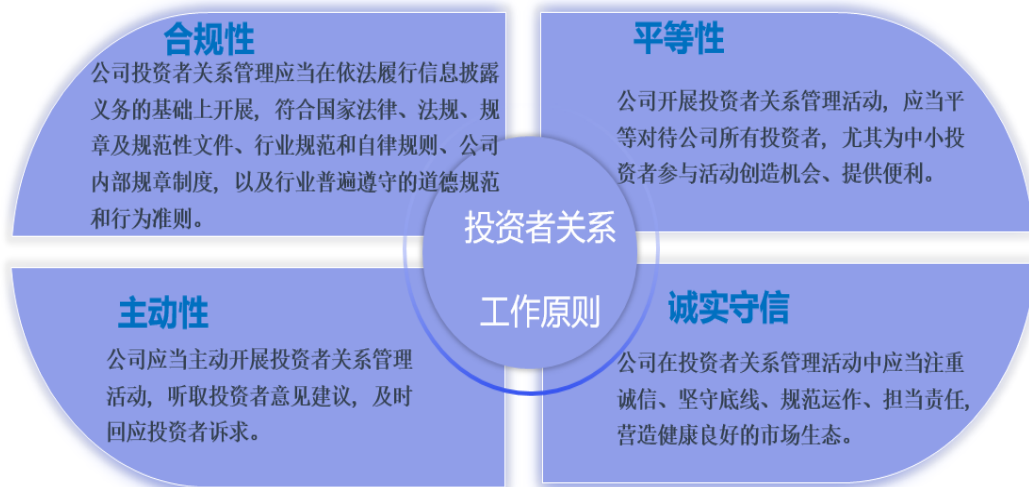 合规性
公司投资者关系管理应当在依法履行信息披露
义务的基础上开展，符合国家法律、法规、规
章及规范性文件、行业规范和自律规则、公司
内部规章制度，以及行业普遍遵守的道德规范
和行为准则。
平等性
公司开展投资者关系管理活动，应当平
等对待公司所有投资者，尤其为中小投
资者参与活动创造机会、提供便利。
投资者关系
工作原则
主动性
公司应当主动开展投资者关系管理
活动，听取投资者意见建议，及时
回应投资者诉求。
诚实守信
公司在投资者关系管理活动中应当注重
诚信、坚守底线、规范运作、担当责任，
营造健康良好的市场生态。